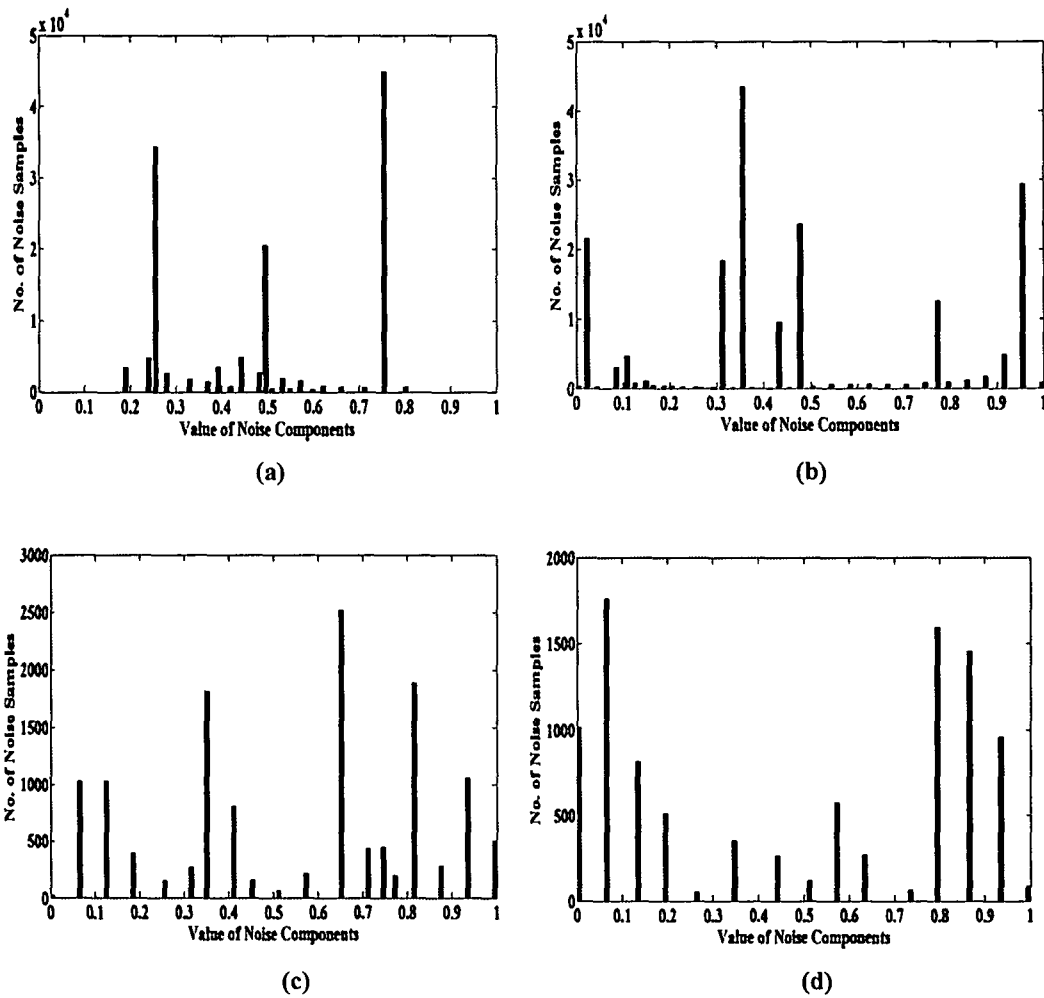 5 x 10^4
5
4
3
2
1
0
No. of Noise Samples
0 0.1 0.2 0.3 0.4 0.5 0.6 0.7 0.8 0.9 1
Value of Noise Components
(a)
5 x 10^4
4
3
2
1
0
No. of Noise Samples
0 0.1 0.2 0.3 0.4 0.5 0.6 0.7 0.8 0.9 1
Value of Noise Components
(b)
3000
2500
2000
1500
1000
500
0
No. of Noise Samples
0.1 0.2 0.3 0.4 0.5 0.6 0.7 0.8 0.9 1
Value of Noise Components
(c)
2000
1500
1000
500
0
No. of Noise Samples
0.1 0.2 0.3 0.4 0.5 0.6 0.7 0.8 0.9 1
Value of Noise Components
(d)